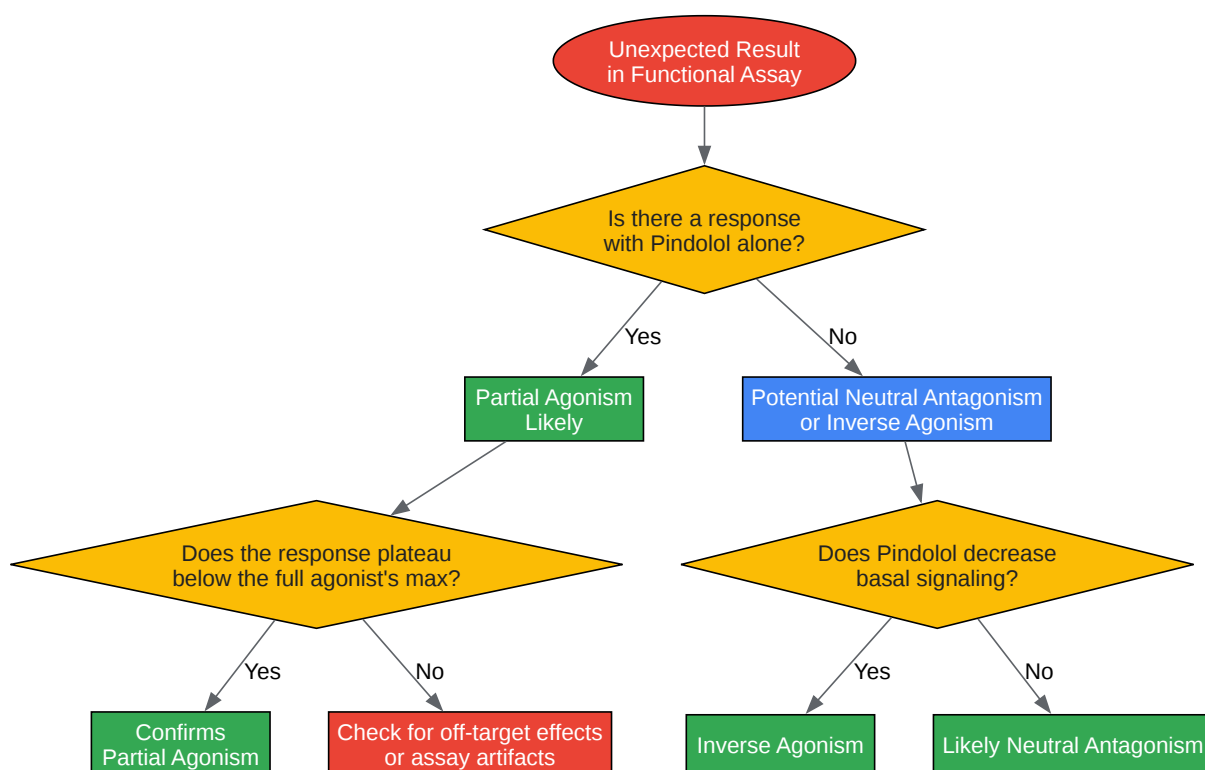 Unexpected Result
in Functional Assay
Is there a response
with Pindolol alone?
Yes
No
Partial Agonism
Likely
Potential Neutral Antagonism
or Inverse Agonism
Does the response plateau
below the full agonist's max?
Does Pindolol decrease
basal signaling?
Yes
No
Yes
No
Confirms
Partial Agonism
Check for off-target effects
or assay artifacts
Inverse Agonism
Likely Neutral Antagonism